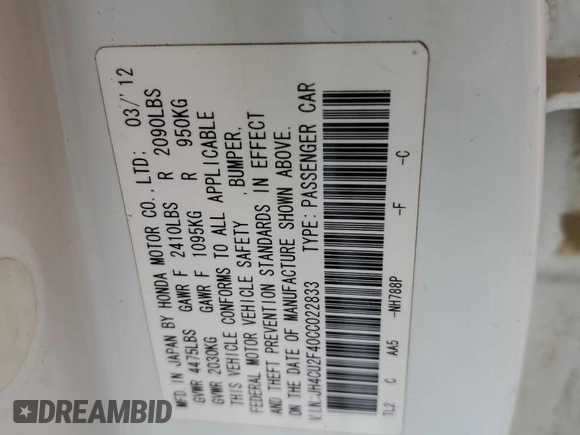 MFD. IN JAPAN BY HONDA MOTOR CO., LTD; 03/'12
GVWR 4475LBS GAWR F 2410LBS R 2090LBS
GVWR 2030KG GAWR F 1095KG R 950KG
THIS VEHICLE CONFORMS TO ALL APPLICABLE
FEDERAL MOTOR VEHICLE SAFETY , BUMPER,
AND THEFT PREVENTION STANDARDS IN EFFECT
ON THE DATE OF MANUFACTURE SHOWN ABOVE.
V.I.N:JH4CU2F40CC022833 TYPE: PASSENGER CAR
TL2 C AA5 -NH788P -F -C
DREAMBID